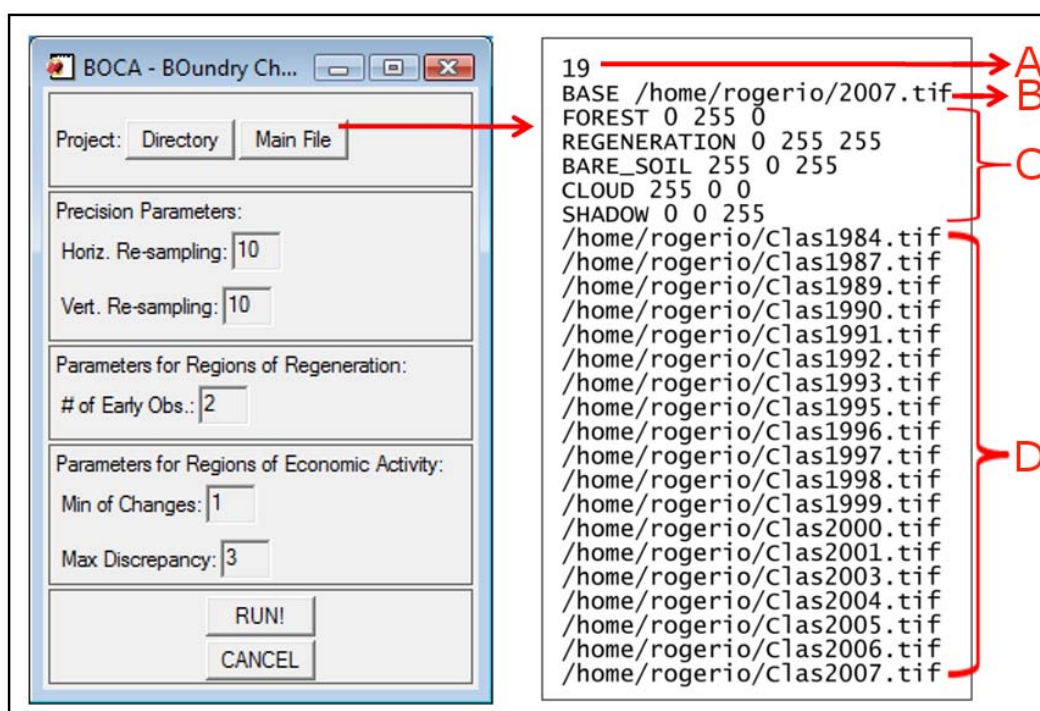 BOCA - BOundry Ch...
Project: Directory Main File
Precision Parameters:
Horiz. Re-sampling: 10
Vert. Re-sampling: 10
Parameters for Regions of Regeneration:
# of Early Obs.: 2
Parameters for Regions of Economic Activity:
Min of Changes: 1
Max Discrepancy: 3
RUN!
CANCEL
19 A
BASE /home/rogerio/2007.tif B
FOREST 0 255 0
REGENERATION 0 255 255
BARE_SOIL 255 0 255 C
CLOUD 255 0 0
SHADOW 0 0 255
/home/rogerio/Clas1984.tif
/home/rogerio/Clas1987.tif
/home/rogerio/Clas1989.tif
/home/rogerio/Clas1990.tif
/home/rogerio/Clas1991.tif
/home/rogerio/Clas1992.tif
/home/rogerio/Clas1993.tif
/home/rogerio/Clas1995.tif
/home/rogerio/Clas1996.tif
/home/rogerio/Clas1997.tif D
/home/rogerio/Clas1998.tif
/home/rogerio/Clas1999.tif
/home/rogerio/Clas2000.tif
/home/rogerio/Clas2001.tif
/home/rogerio/Clas2003.tif
/home/rogerio/Clas2004.tif
/home/rogerio/Clas2005.tif
/home/rogerio/Clas2006.tif
/home/rogerio/Clas2007.tif